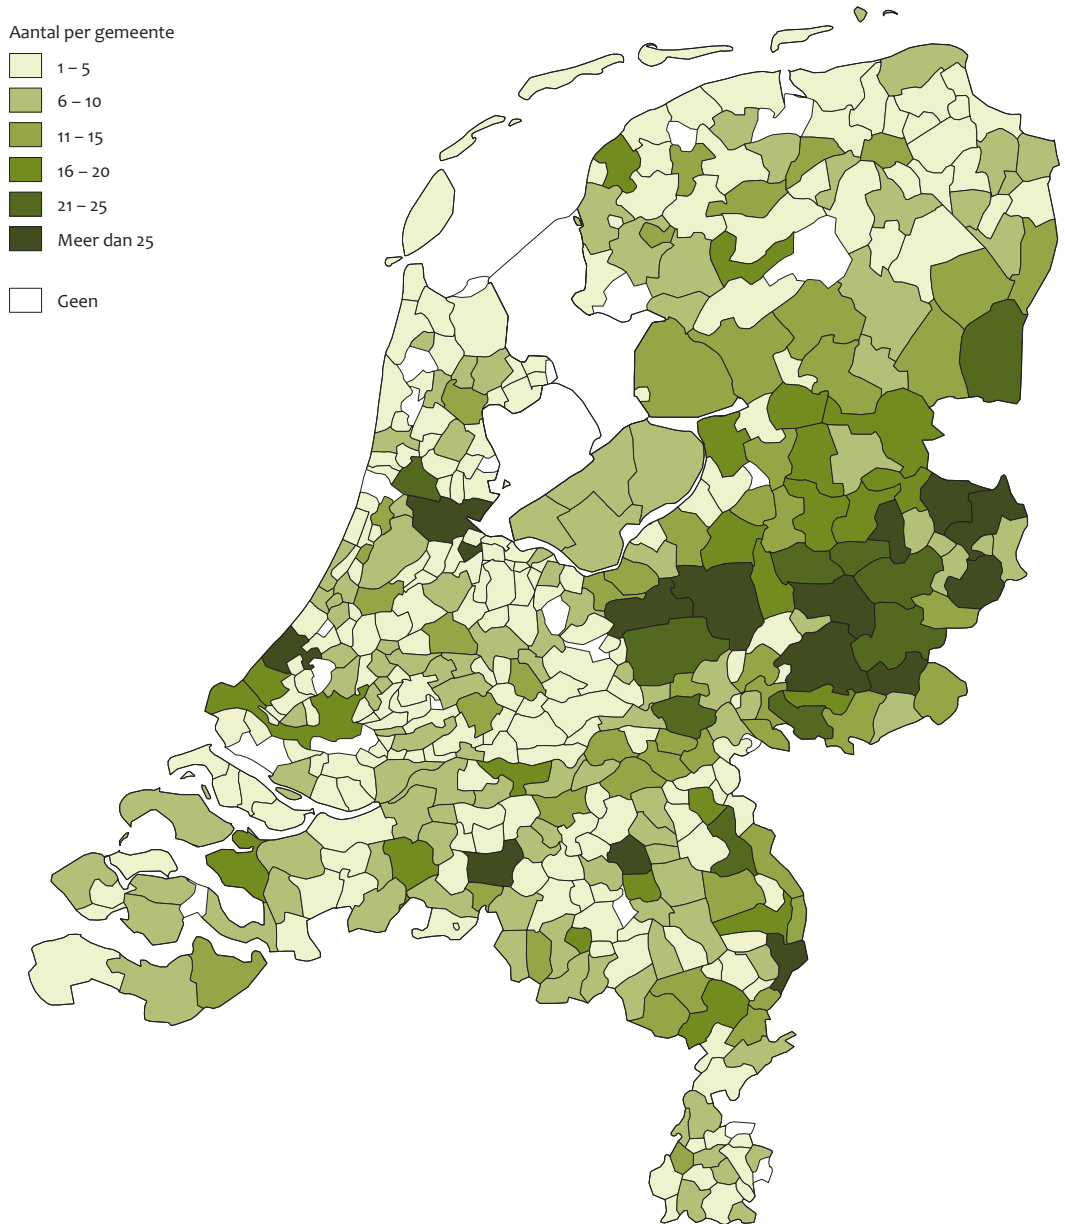 Aantal per gemeente
1 – 5
6 – 10
11 – 15
16 – 20
21 – 25
Meer dan 25
Geen